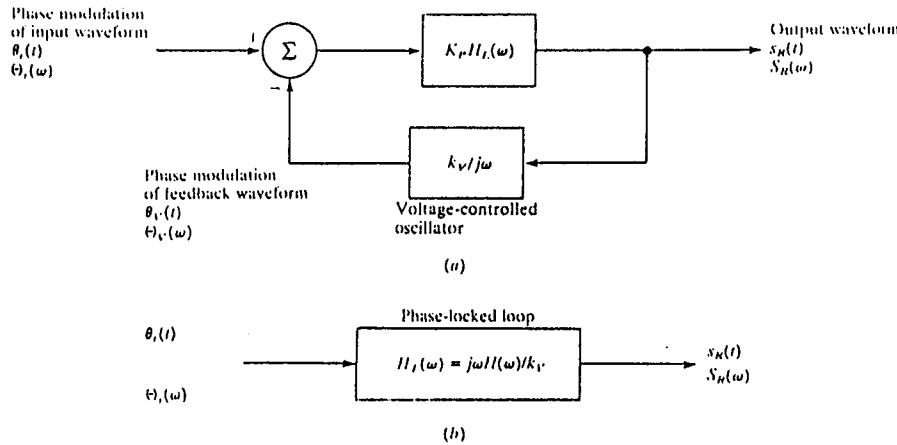 Phase modulation
of input waveform
θᵢ(t)
Θᵢ(ω)
+
Σ
−
K_P H_L(ω)
Output waveform
s_R(t)
S_R(ω)
k_V/jω
Voltage-controlled
oscillator
Phase modulation
of feedback waveform
θ_V(t)
Θ_V(ω)
(a)
Phase-locked loop
θᵢ(t)
H_I(ω) = jωH(ω)/k_V
s_R(t)
S_R(ω)
Θᵢ(ω)
(b)